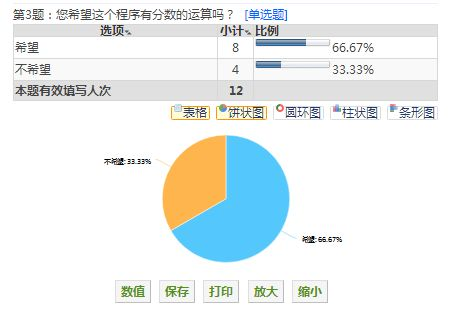 第3题：您希望这个程序有分数的运算吗？ [单选题]
选项 小计 比例
希望 8 66.67%
不希望 4 33.33%
本题有效填写人次 12
表格 饼状图 圆环图 柱状图 条形图
不希望: 33.33%
希望: 66.67%
数值 保存 打印 放大 缩小